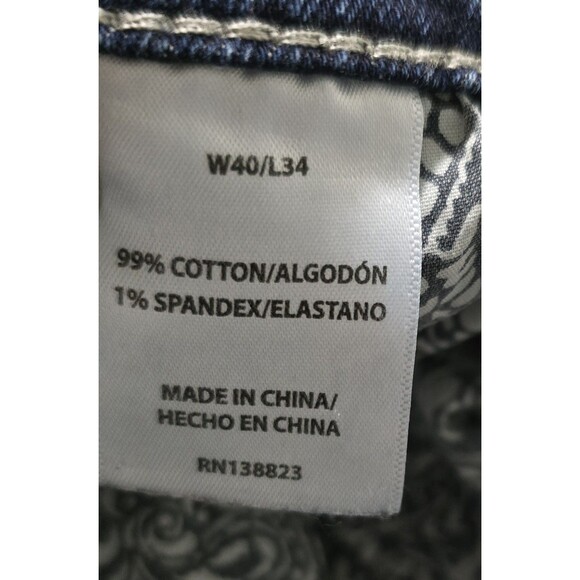 W40/L34
99% COTTON/ALGODÓN
1% SPANDEX/ELASTANO
MADE IN CHINA/
HECHO EN CHINA
RN138823